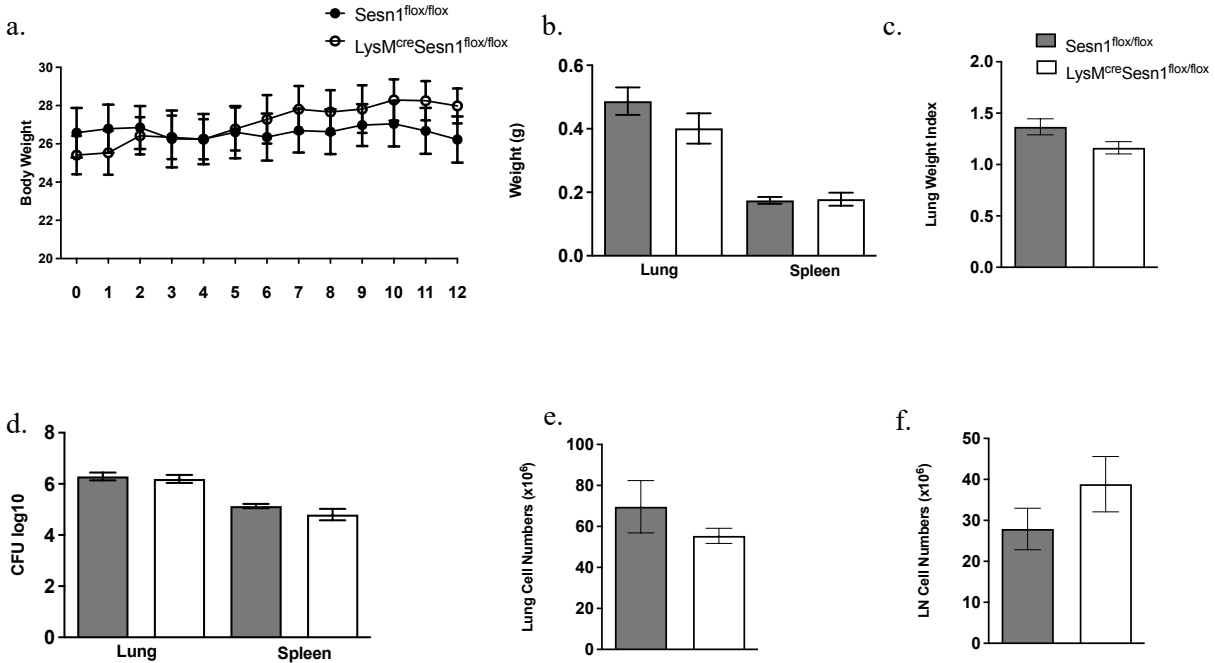 a.
Sesn1flox/flox
LysMcreSesn1flox/flox
Body Weight
30
28
26
24
22
20
0 1 2 3 4 5 6 7 8 9 10 11 12
b.
Weight (g)
0.6
0.4
0.2
0.0
Lung Spleen
c.
Sesn1flox/flox
LysMcreSesn1flox/flox
Lung Weight Index
2.0
1.5
1.0
0.5
0.0
d.
CFU log10
8
6
4
2
0
Lung Spleen
e.
Lung Cell Numbers (x10⁶)
100
80
60
40
20
0
f.
LN Cell Numbers (x10⁶)
50
40
30
20
10
0